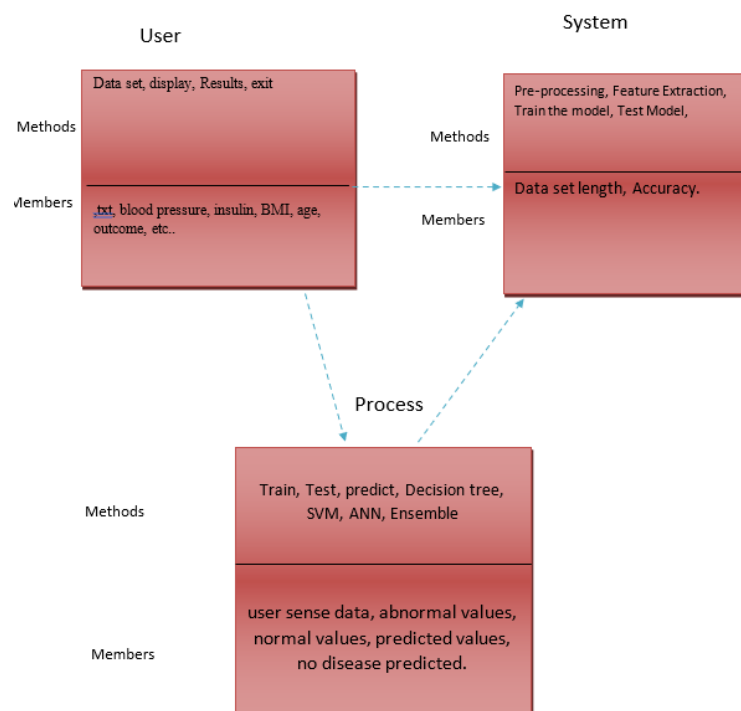 User
System
Data set, display, Results, exit
Methods
Members
.txt, blood pressure, insulin, BMI, age,
outcome, etc..
Pre-processing, Feature Extraction,
Train the model, Test Model,
Methods
Data set length, Accuracy.
Members
Process
Train, Test, predict, Decision tree,
SVM, ANN, Ensemble
Methods
user sense data, abnormal values,
normal values, predicted values,
no disease predicted.
Members